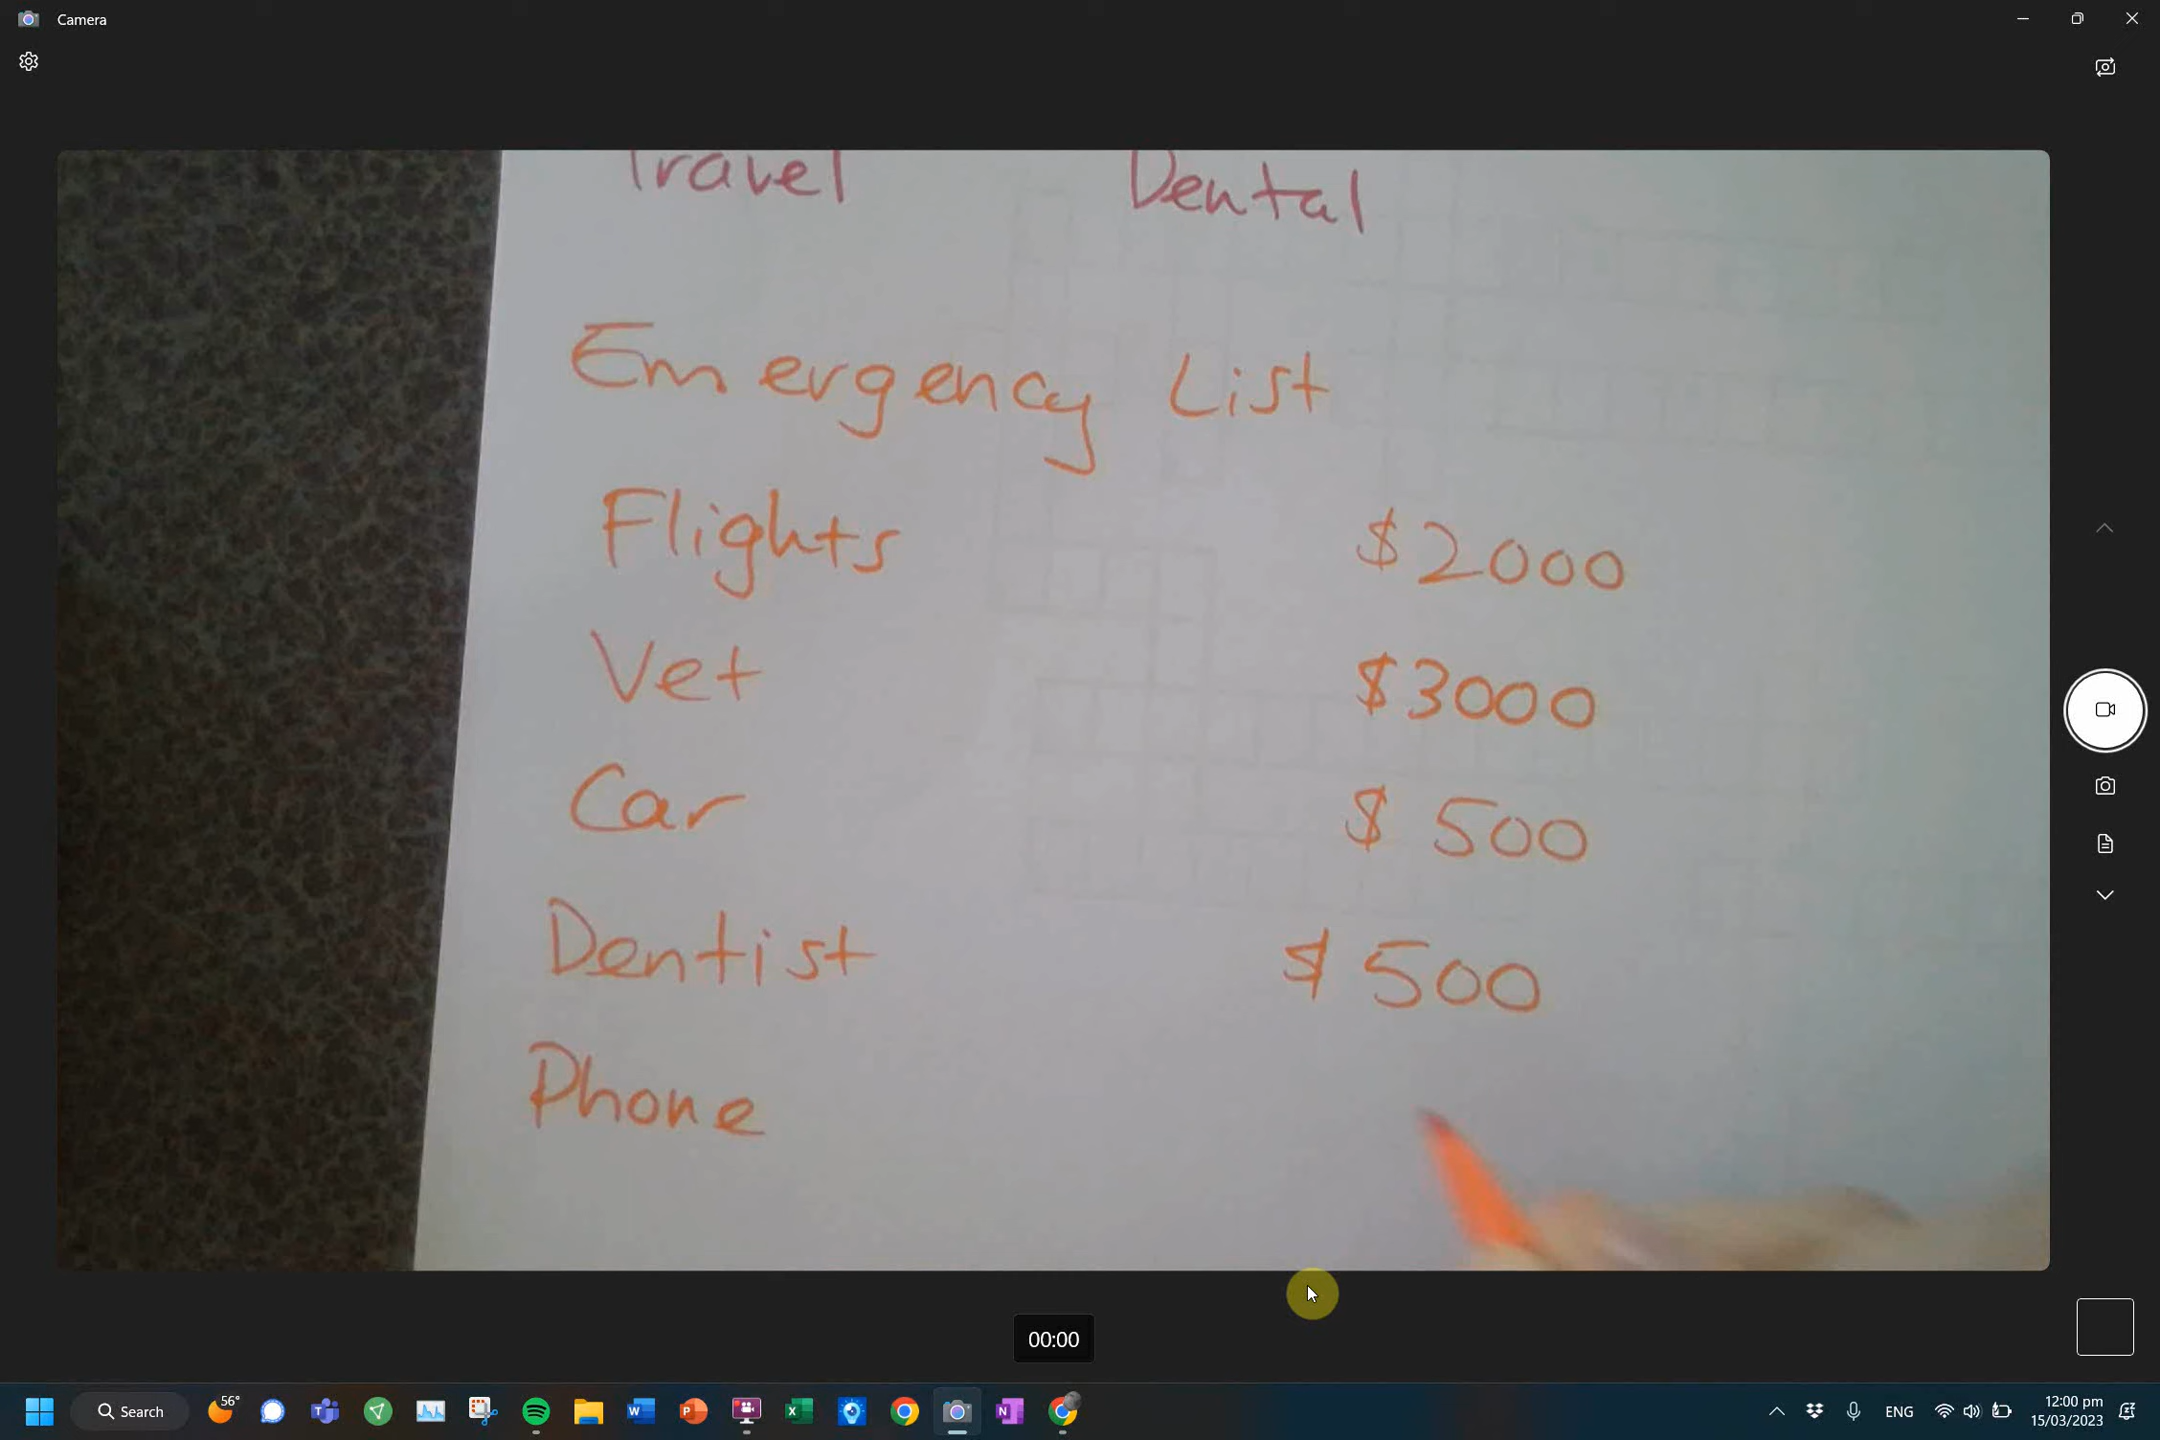 Camera
Travel Dental
Emergency List
Flights $2000
Vet $3000
Car $ 500
Dentist $ 500
Phone
00:00
56°
Search
ENG
12:00 pm
15/03/2023